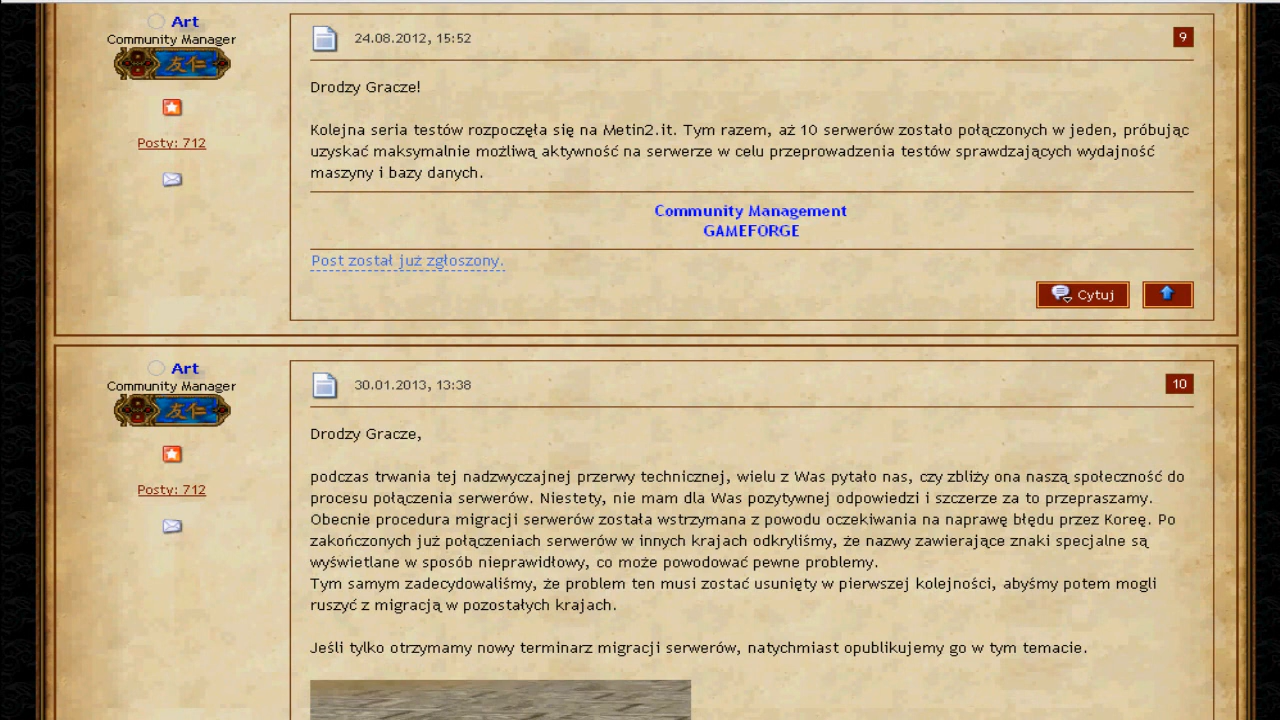 Art
Community Manager
友仁
Posty: 712
24.08.2012, 15:52
9
Drodzy Gracze!
Kolejna seria testów rozpoczęła się na Metin2.it. Tym razem, aż 10 serwerów zostało połączonych w jeden, próbując
uzyskać maksymalnie możliwą aktywność na serwerze w celu przeprowadzenia testów sprawdzających wydajność
maszyny i bazy danych.
Community Management
GAMEFORGE
Post został już zgłoszony.
Cytuj
Art
Community Manager
友仁
Posty: 712
30.01.2013, 13:38
10
Drodzy Gracze,
podczas trwania tej nadzwyczajnej przerwy technicznej, wielu z Was pytało nas, czy zbliży ona naszą społeczność do
procesu połączenia serwerów. Niestety, nie mam dla Was pozytywnej odpowiedzi i szczerze za to przepraszamy.
Obecnie procedura migracji serwerów została wstrzymana z powodu oczekiwania na naprawę błędu przez Koreę. Po
zakończonych już połączeniach serwerów w innych krajach odkryliśmy, że nazwy zawierające znaki specjalne są
wyświetlane w sposób nieprawidłowy, co może powodować pewne problemy.
Tym samym zadecydowaliśmy, że problem ten musi zostać usunięty w pierwszej kolejności, abyśmy potem mogli
ruszyć z migracją w pozostałych krajach.
Jeśli tylko otrzymamy nowy terminarz migracji serwerów, natychmiast opublikujemy go w tym temacie.